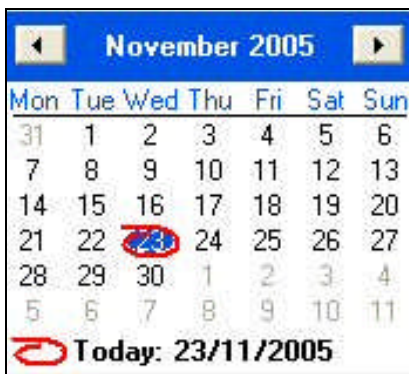 November 2005
Mon Tue Wed Thu Fri Sat Sun
31 1 2 3 4 5 6
7 8 9 10 11 12 13
14 15 16 17 18 19 20
21 22 23 24 25 26 27
28 29 30 1 2 3 4
5 6 7 8 9 10 11
Today: 23/11/2005